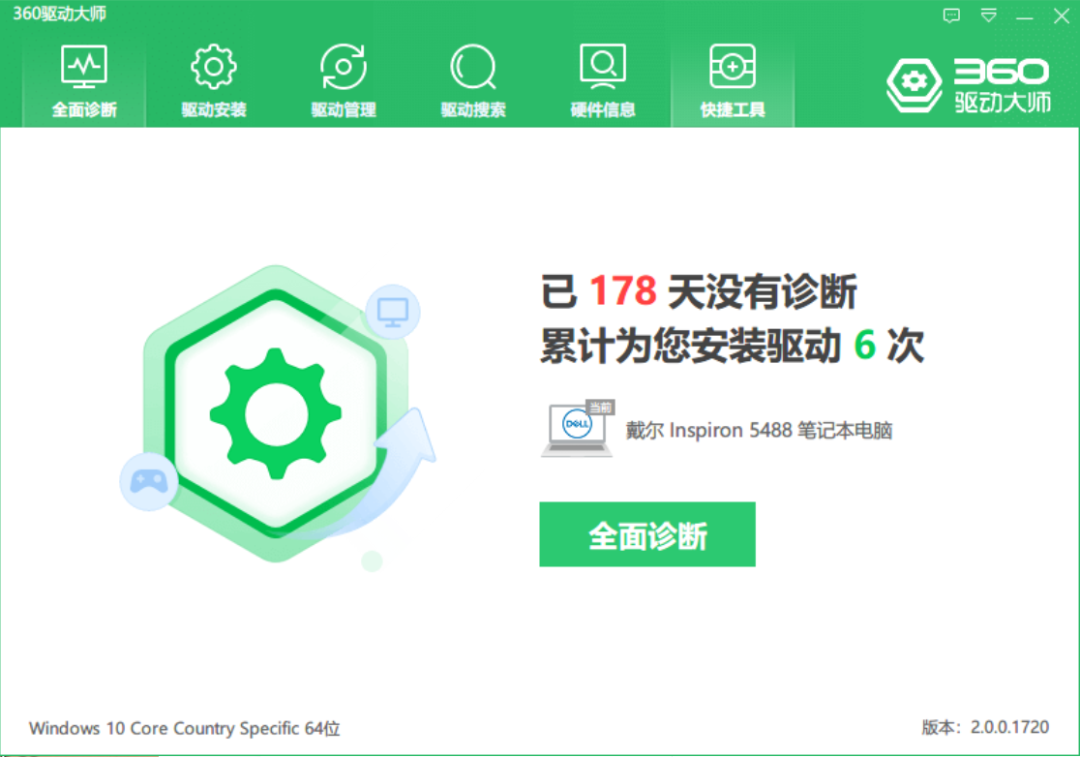 360驱动大师
全面诊断
驱动安装
驱动管理
驱动搜索
硬件信息
快捷工具
360
驱动大师
已 178 天没有诊断
累计为您安装驱动 6 次
当前
DELL
戴尔 Inspiron 5488 笔记本电脑
全面诊断
Windows 10 Core Country Specific 64位
版本：2.0.0.1720